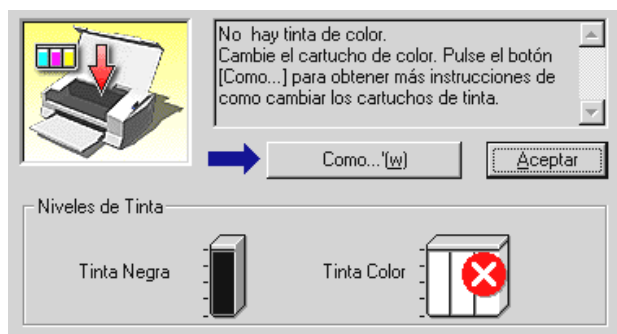 No hay tinta de color.
Cambie el cartucho de color. Pulse el botón
[Como...] para obtener más instrucciones de
como cambiar los cartuchos de tinta.
Como...'(w)
Aceptar
Niveles de Tinta
Tinta Negra
Tinta Color